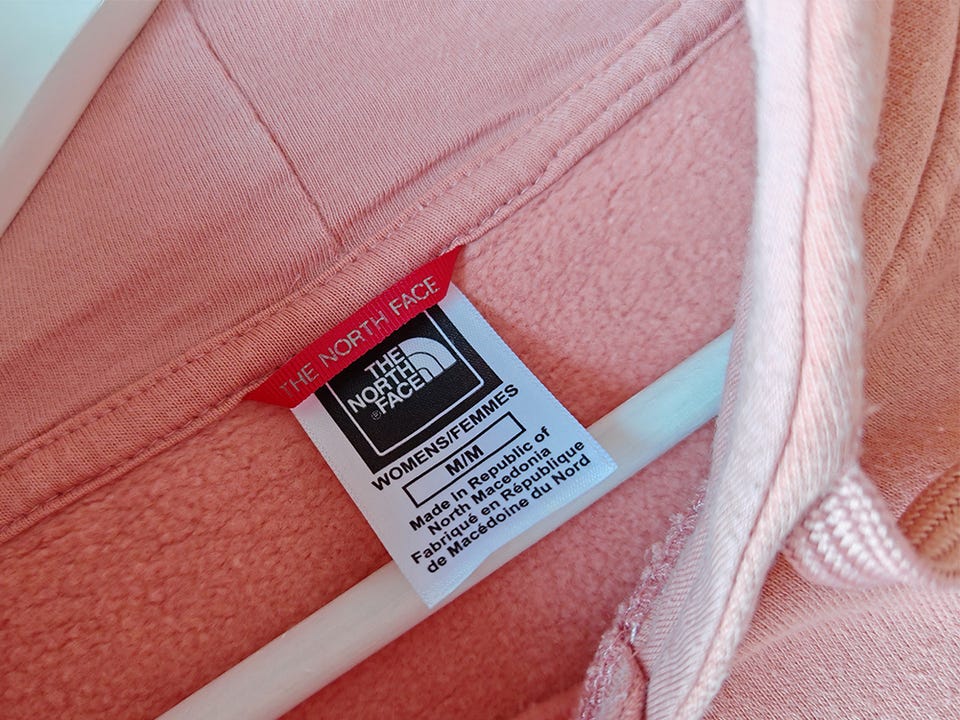 THE NORTH FACE
THE
NORTH
FACE
WOMENS/FEMMES
M/M
Made in Republic of
North Macedonia
Fabriqué en République
de Macédoine du Nord